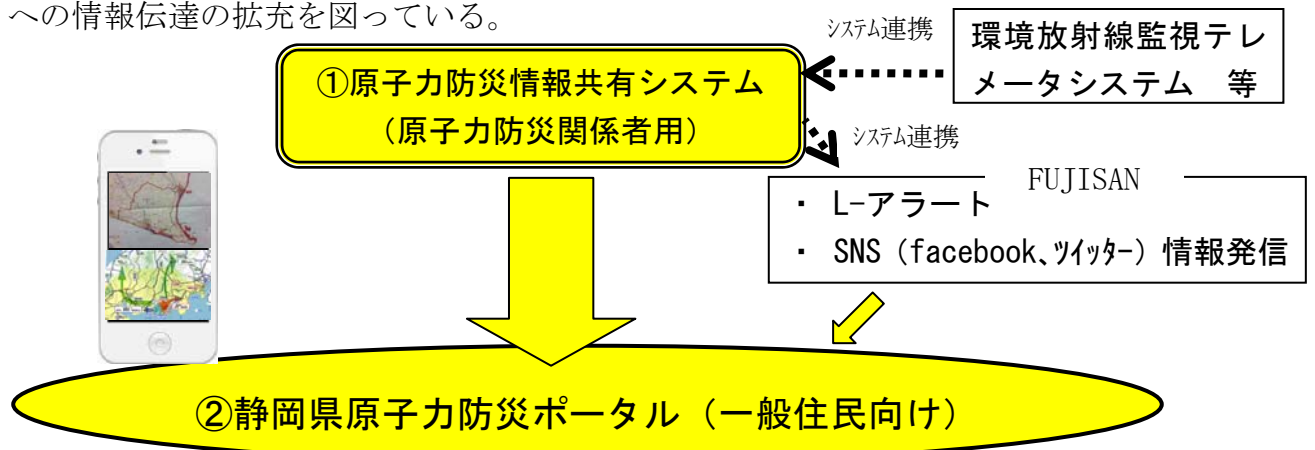 への情報伝達の拡充を図っている。
ｼｽﾃﾑ連携
環境放射線監視テレ
メータシステム　等
①原子力防災情報共有システム
（原子力防災関係者用）
ｼｽﾃﾑ連携
FUJISAN
・ L-アラート
・ SNS（facebook、ﾂｲｯﾀｰ）情報発信
②静岡県原子力防災ポータル（一般住民向け）